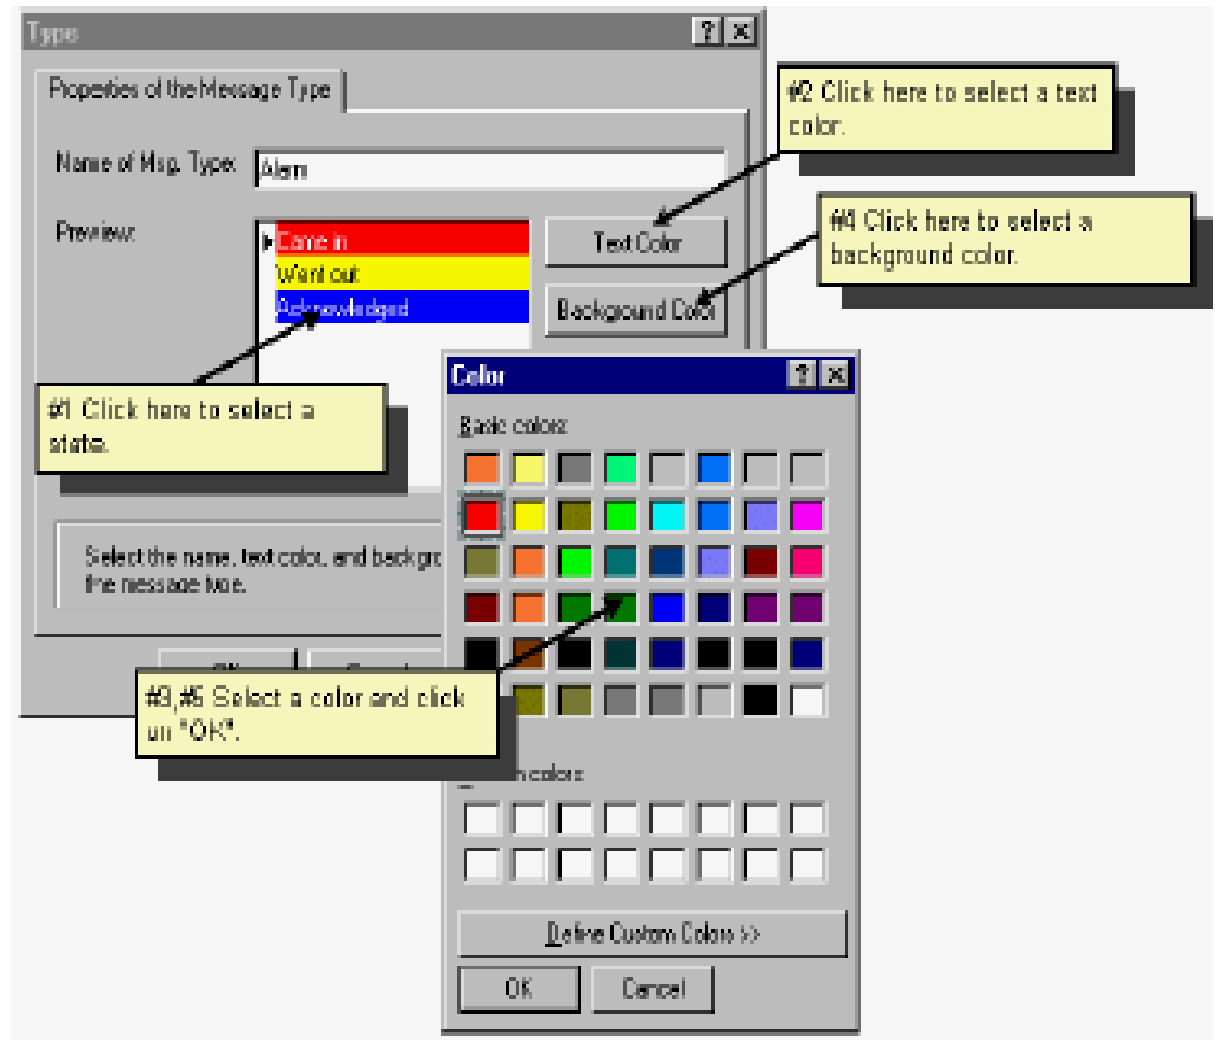 Type
Properties of the Message Type
#2 Click here to select a text
color.
Name of Msg. Type:
Alarm
#4 Click here to select a
background color.
Preview:
Came in
Text Color
Went out
Acknowledged
Background Color
#1 Click here to select a
state.
Color
Basic colors:
Select the name, text color, and backgro
the message type.
#3,#5 Select a color and click
on "OK".
colors:
Define Custom Colors >>
OK
Cancel